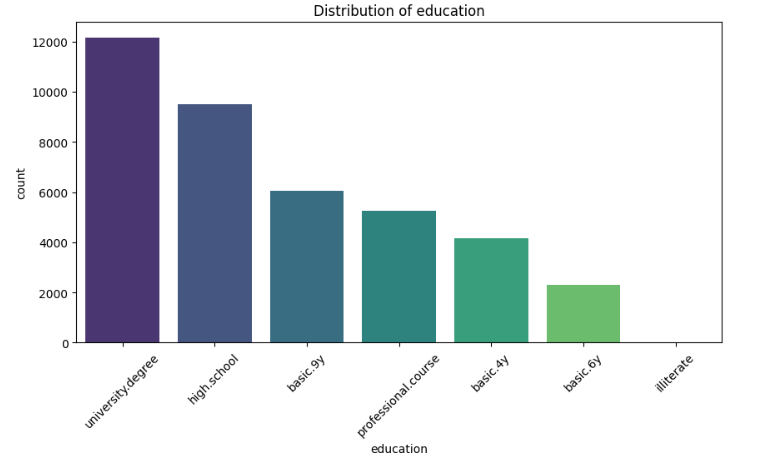 Distribution of education
12000
10000
8000
6000
4000
2000
0
count
university.degree
high.school
basic.9y
professional.course
basic.4y
basic.6y
illiterate
education